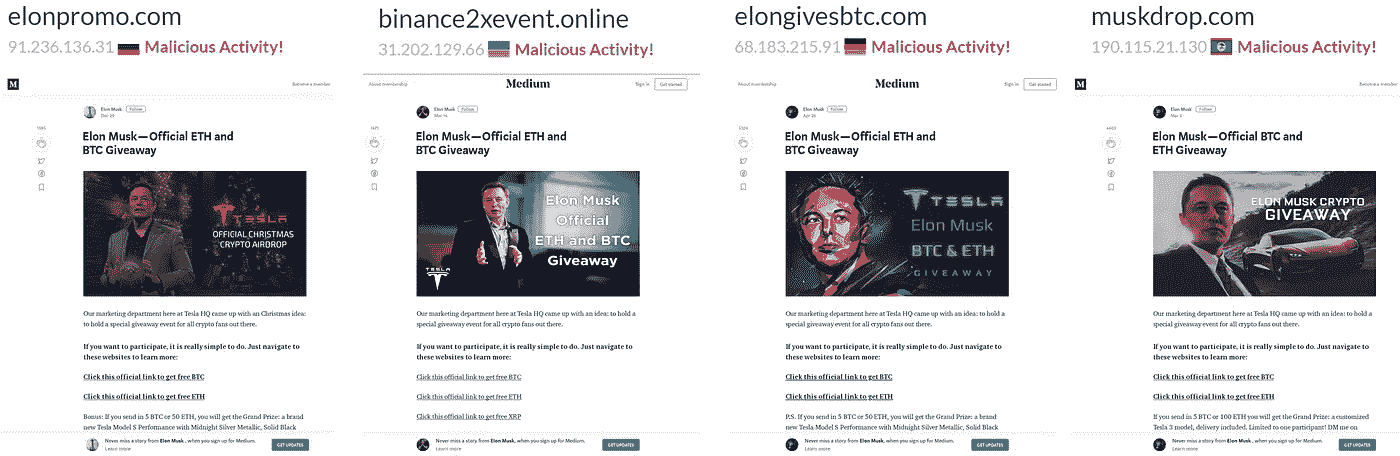 elonpromo.com
91.236.136.31 Malicious Activity!
M
Become a member
Elon Musk Follow
Dec 29
Elon Musk—Official ETH and
BTC Giveaway
TESLA
OFFICIAL CHRISTMAS
CRYPTO AIRDROP
Our marketing department here at Tesla HQ came up with an Christmas idea:
to hold a special giveaway event for all crypto fans out there.
If you want to participate, it is really simple to do. Just navigate to
these websites to learn more:
Click this official link to get free BTC
Click this official link to get free ETH
Bonus: If you send in 5 BTC or 50 ETH, you will get the Grand Prize: a brand
new Tesla Model S Performance with Midnight Silver Metallic, Solid Black
Never miss a story from Elon Musk , when you sign up for Medium.
Learn more
GET UPDATES
binance2xevent.online
31.202.129.66 Malicious Activity!
About membership
Medium
Sign in
Get started
Elon Musk Follow
Mar 14
Elon Musk—Official ETH and
BTC Giveaway
Elon Musk
Official
ETH and BTC
Giveaway
TESLA
Our marketing department here at Tesla HQ came up with an idea: to hold a
special giveaway event for all crypto fans out there.
If you want to participate, it is really simple to do. Just navigate to
these websites to learn more:
Click this official link to get free BTC
Click this official link to get free ETH
Click this official link to get free XRP
Never miss a story from Elon Musk , when you sign up for Medium.
Learn more
GET UPDATES
elongivesbtc.com
68.183.215.91 Malicious Activity!
About membership
Medium
Sign in
Get started
Elon Musk Follow
Elon Musk—Official ETH and
BTC Giveaway
TESLA
Elon Musk
BTC & ETH
GIVEAWAY
Our marketing department here at Tesla HQ came up with an idea: to hold a
special giveaway event for all crypto fans out there.
If you want to participate, it is really simple to do. Just navigate to
these websites to learn more:
Click this official link to get BTC
Click this official link to get ETH
P.S. If you send in 5 BTC or 50 ETH, you will get the Grand Prize: a brand
new Tesla Model S Performance with Midnight Silver Metallic, Solid Black
Never miss a story from Elon Musk , when you sign up for Medium.
Learn more
GET UPDATES
muskdrop.com
190.115.21.130 Malicious Activity!
M
Become a member
Elon Musk Follow
Elon Musk—Official BTC and
ETH Giveaway
ELON MUSK CRYPTO
GIVEAWAY
Our marketing department here at Tesla HQ came up with an idea: to hold a
special giveaway event for all crypto fans out there.
If you want to participate, it is really simple to do. Just navigate to
these websites to learn more:
Click this official link to get free BTC
Click this official link to get free ETH
If you send in 5 BTC or 100 ETH you will get the Grand Prize: a customized
Tesla 3 model, delivery included. Limited to one participant! DM me on
Never miss a story from Elon Musk , when you sign up for Medium.
Learn more
GET UPDATES